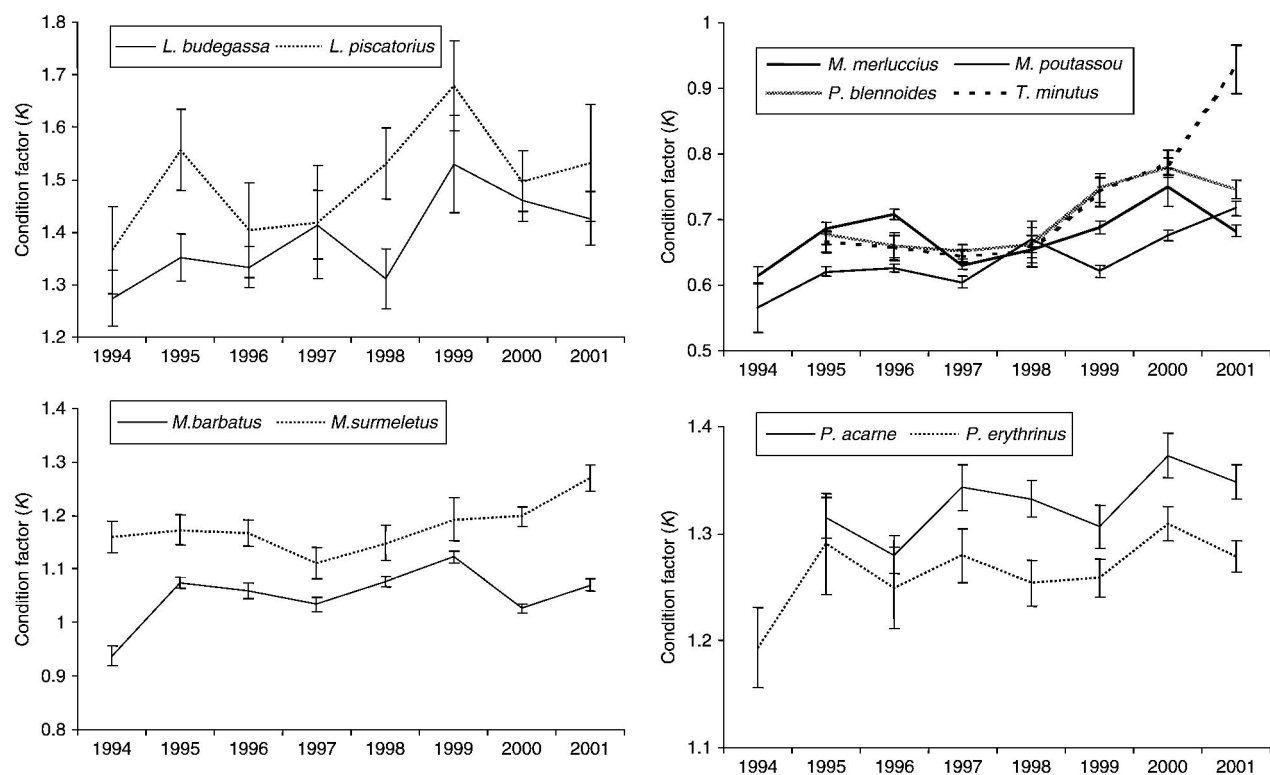 L. budegassa L. piscatorius
Condition factor (K)
1.8
1.7
1.6
1.5
1.4
1.3
1.2
1994 1995 1996 1997 1998 1999 2000 2001
M. merluccius M. poutassou
P. blennoides T. minutus
Condition factor (K)
1
0.9
0.8
0.7
0.6
0.5
1994 1995 1996 1997 1998 1999 2000 2001
M.barbatus M.surmeletus
Condition factor (K)
1.4
1.3
1.2
1.1
1
0.9
0.8
1994 1995 1996 1997 1998 1999 2000 2001
P. acarne P. erythrinus
Condition factor (K)
1.4
1.3
1.2
1.1
1994 1995 1996 1997 1998 1999 2000 2001